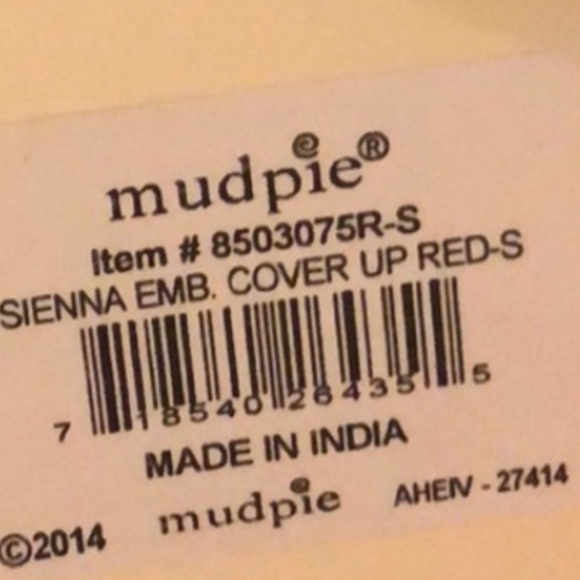 mudpie®
Item # 8503075R-S
SIENNA EMB. COVER UP RED-S
7 18540 26435 5
MADE IN INDIA
©2014 mudpie AHEIV - 27414